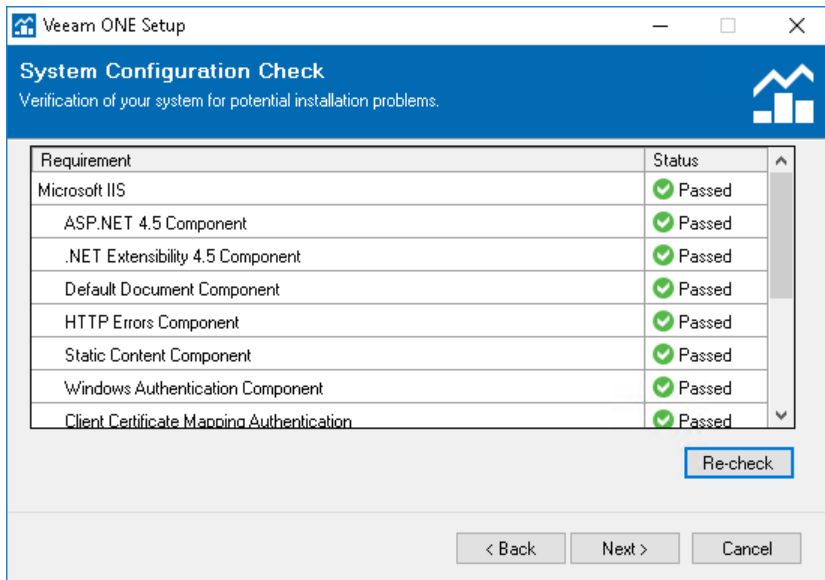 Veeam ONE Setup
System Configuration Check
Verification of your system for potential installation problems.
Requirement Status
Microsoft IIS Passed
ASP.NET 4.5 Component Passed
.NET Extensibility 4.5 Component Passed
Default Document Component Passed
HTTP Errors Component Passed
Static Content Component Passed
Windows Authentication Component Passed
Client Certificate Mapping Authentication Passed
Re-check
< Back Next > Cancel